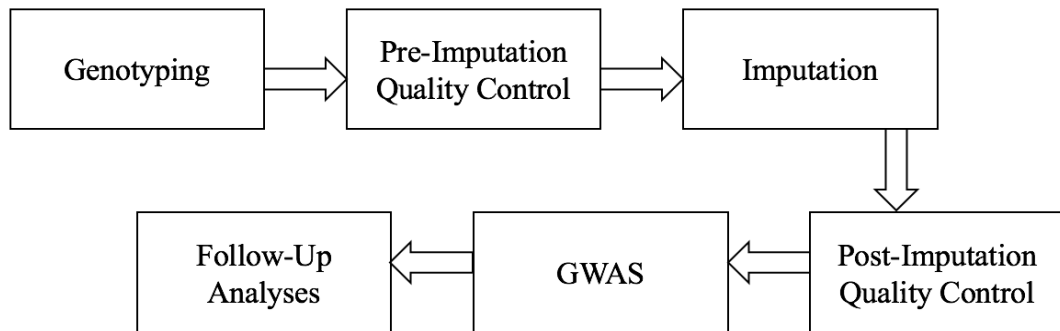 Genotyping
Pre-Imputation
Quality Control
Imputation
Post-Imputation
Quality Control
GWAS
Follow-Up
Analyses